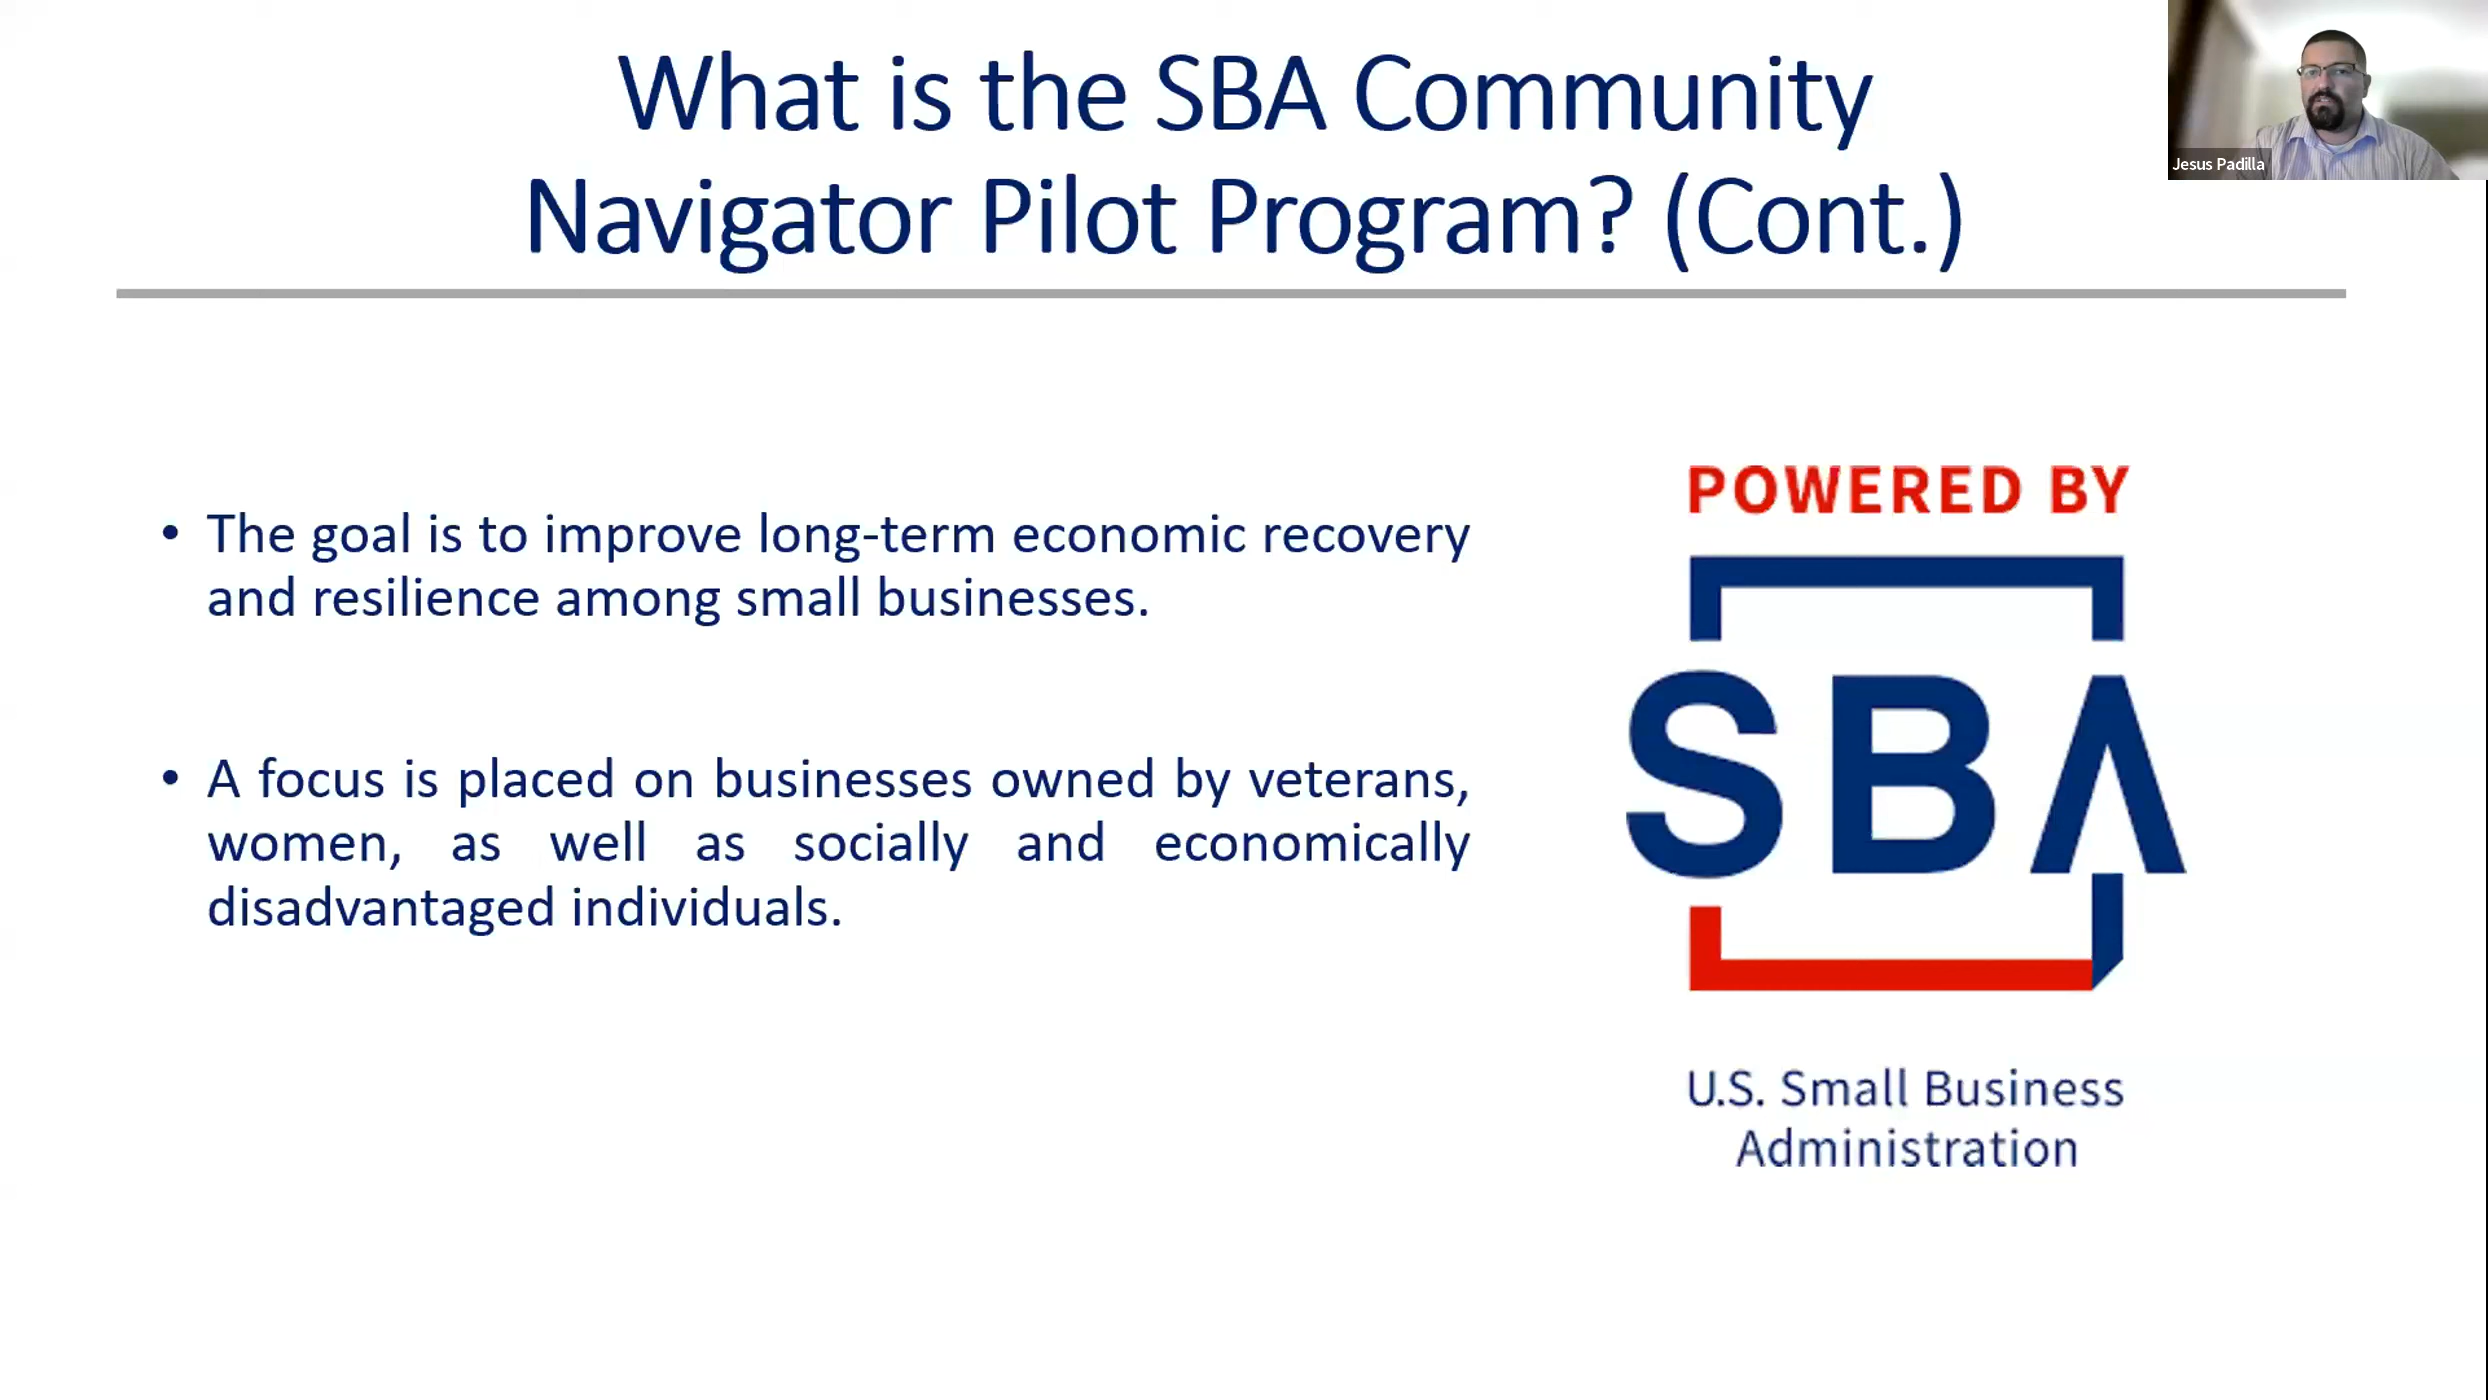 What is the SBA Community
Navigator Pilot Program? (Cont.)
Jesus Padilla
• The goal is to improve long-term economic recovery
and resilience among small businesses.
• A focus is placed on businesses owned by veterans,
women, as well as socially and economically
disadvantaged individuals.
POWERED BY
SBA
U.S. Small Business
Administration